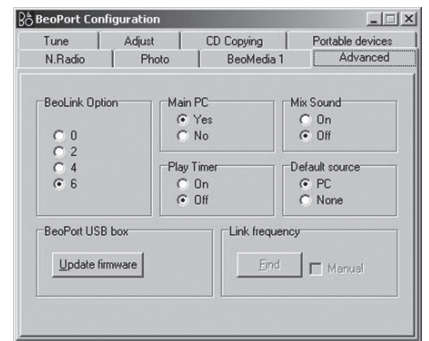 BeoPort Configuration
Tune Adjust CD Copying Portable devices
N.Radio Photo BeoMedia 1 Advanced
BeoLink Option
0
2
4
6
Main PC
Yes
No
Mix Sound
On
Off
Play Timer
On
Off
Default source
PC
None
BeoPort USB box
Update firmware
Link frequency
Find
Manual